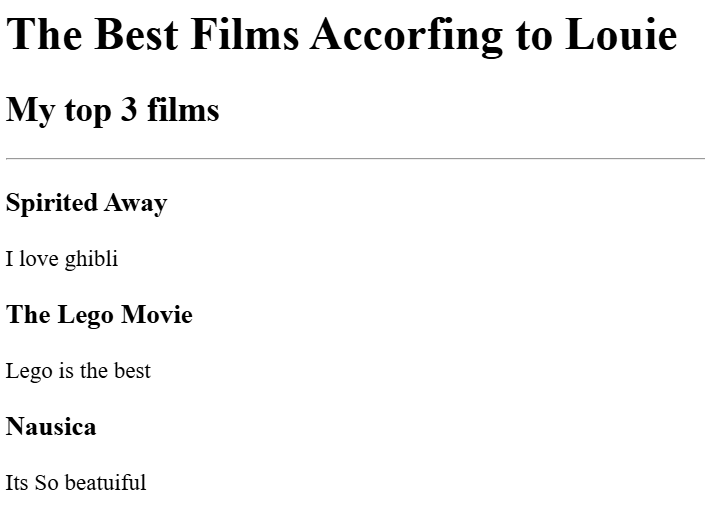 The Best Films Accorfing to Louie
My top 3 films
Spirited Away
I love ghibli
The Lego Movie
Lego is the best
Nausica
Its So beatuiful